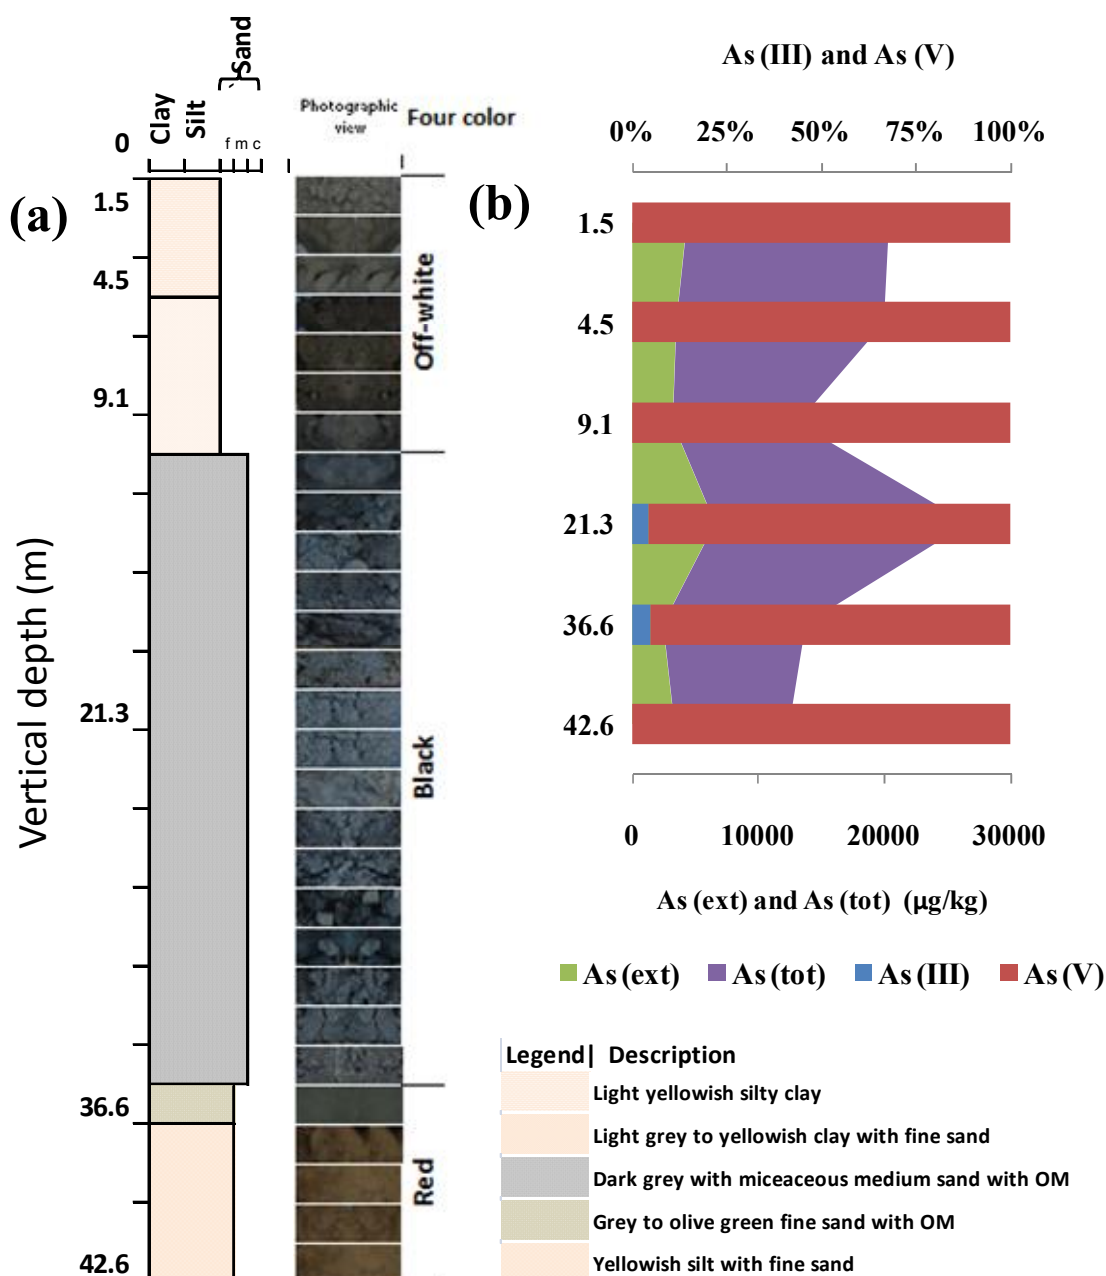 Sand
Clay
Silt
f m c
0
Photographic
view
Four color
(a)
Vertical depth (m)
1.5
4.5
9.1
21.3
36.6
42.6
Off-white
Black
Red
(b)
As (III) and As (V)
0% 25% 50% 75% 100%
1.5
4.5
9.1
21.3
36.6
42.6
0 10000 20000 30000
As (ext) and As (tot) (µg/kg)
As (ext) As (tot) As (III) As (V)
Legend| Description
Light yellowish silty clay
Light grey to yellowish clay with fine sand
Dark grey with miceaceous medium sand with OM
Grey to olive green fine sand with OM
Yellowish silt with fine sand